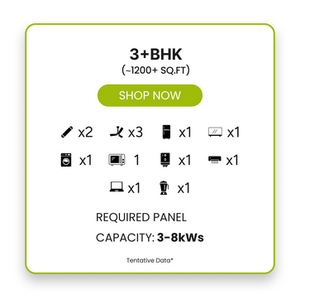 3+BHK
(~1200+ SQ.FT)
SHOP NOW
x2 x3 x1 x1
x1 1 x1 x1
x1 x1
REQUIRED PANEL
CAPACITY: 3-8kWs
Tentative Data*